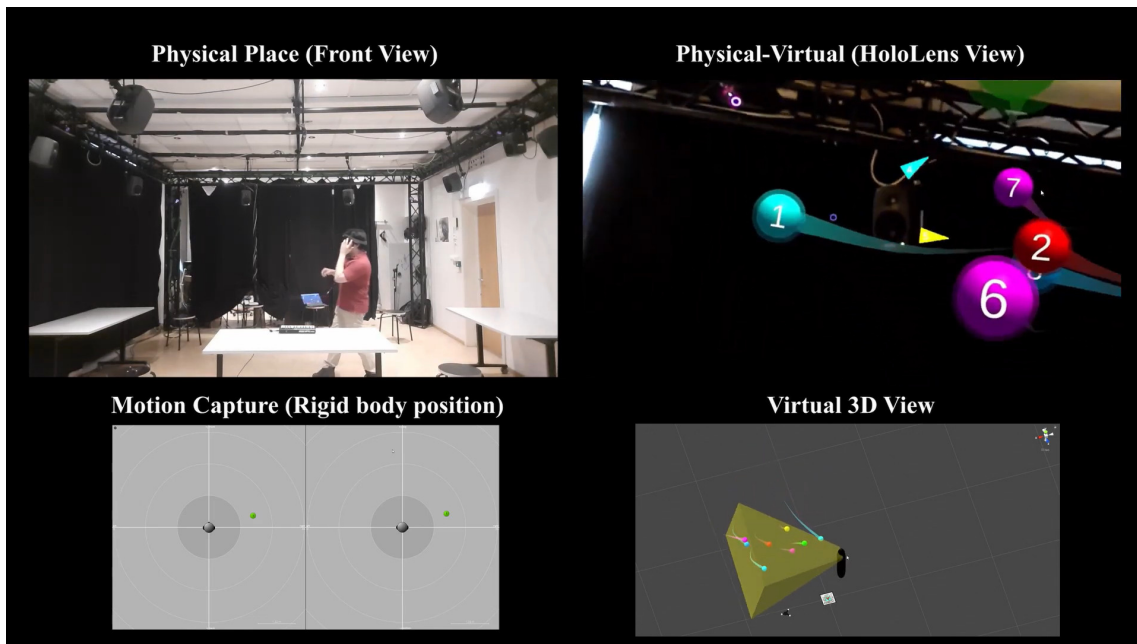 Physical Place (Front View)
Physical-Virtual (HoloLens View)
1
7
2
6
Motion Capture (Rigid body position)
Virtual 3D View